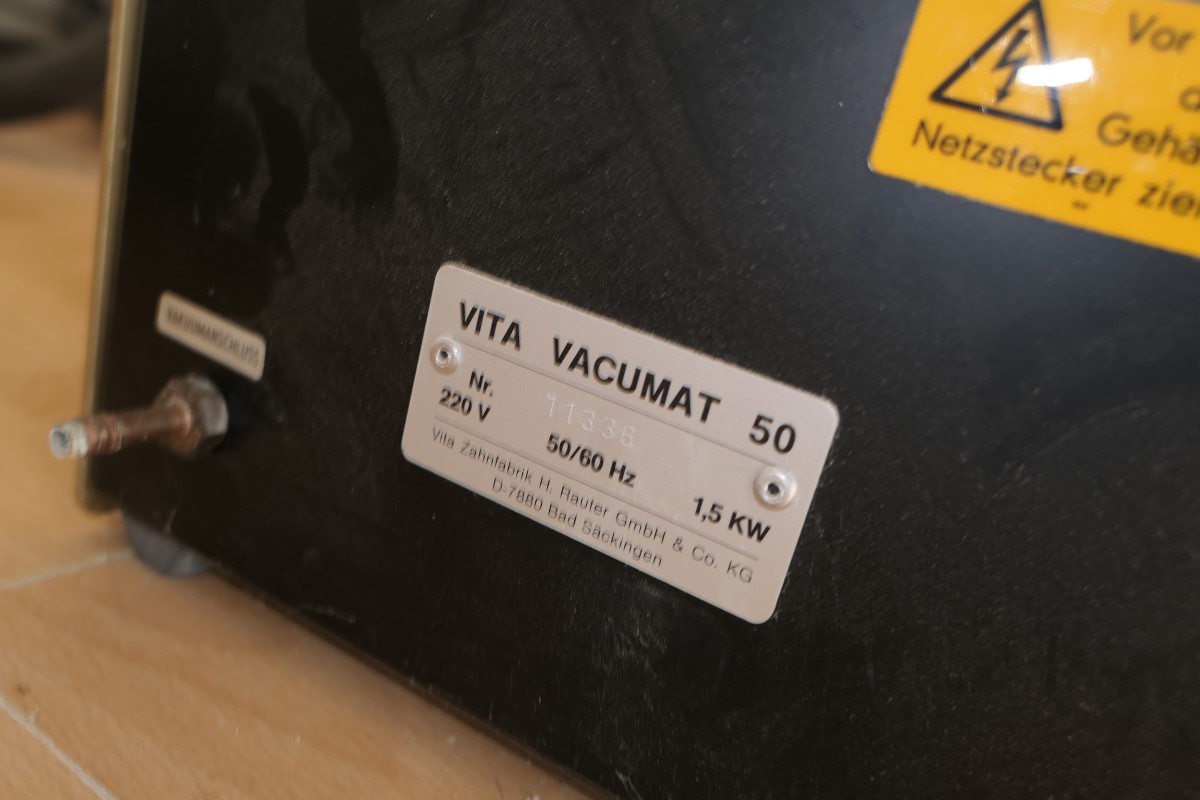 Vor
Gehä
Netzstecker zie
VAKUUMANSCHLUSS
VITA VACUMAT 50
Nr. 11336
220 V 50/60 Hz 1,5 KW
Vita Zahnfabrik H. Rauter GmbH & Co. KG
D-7880 Bad Säckingen